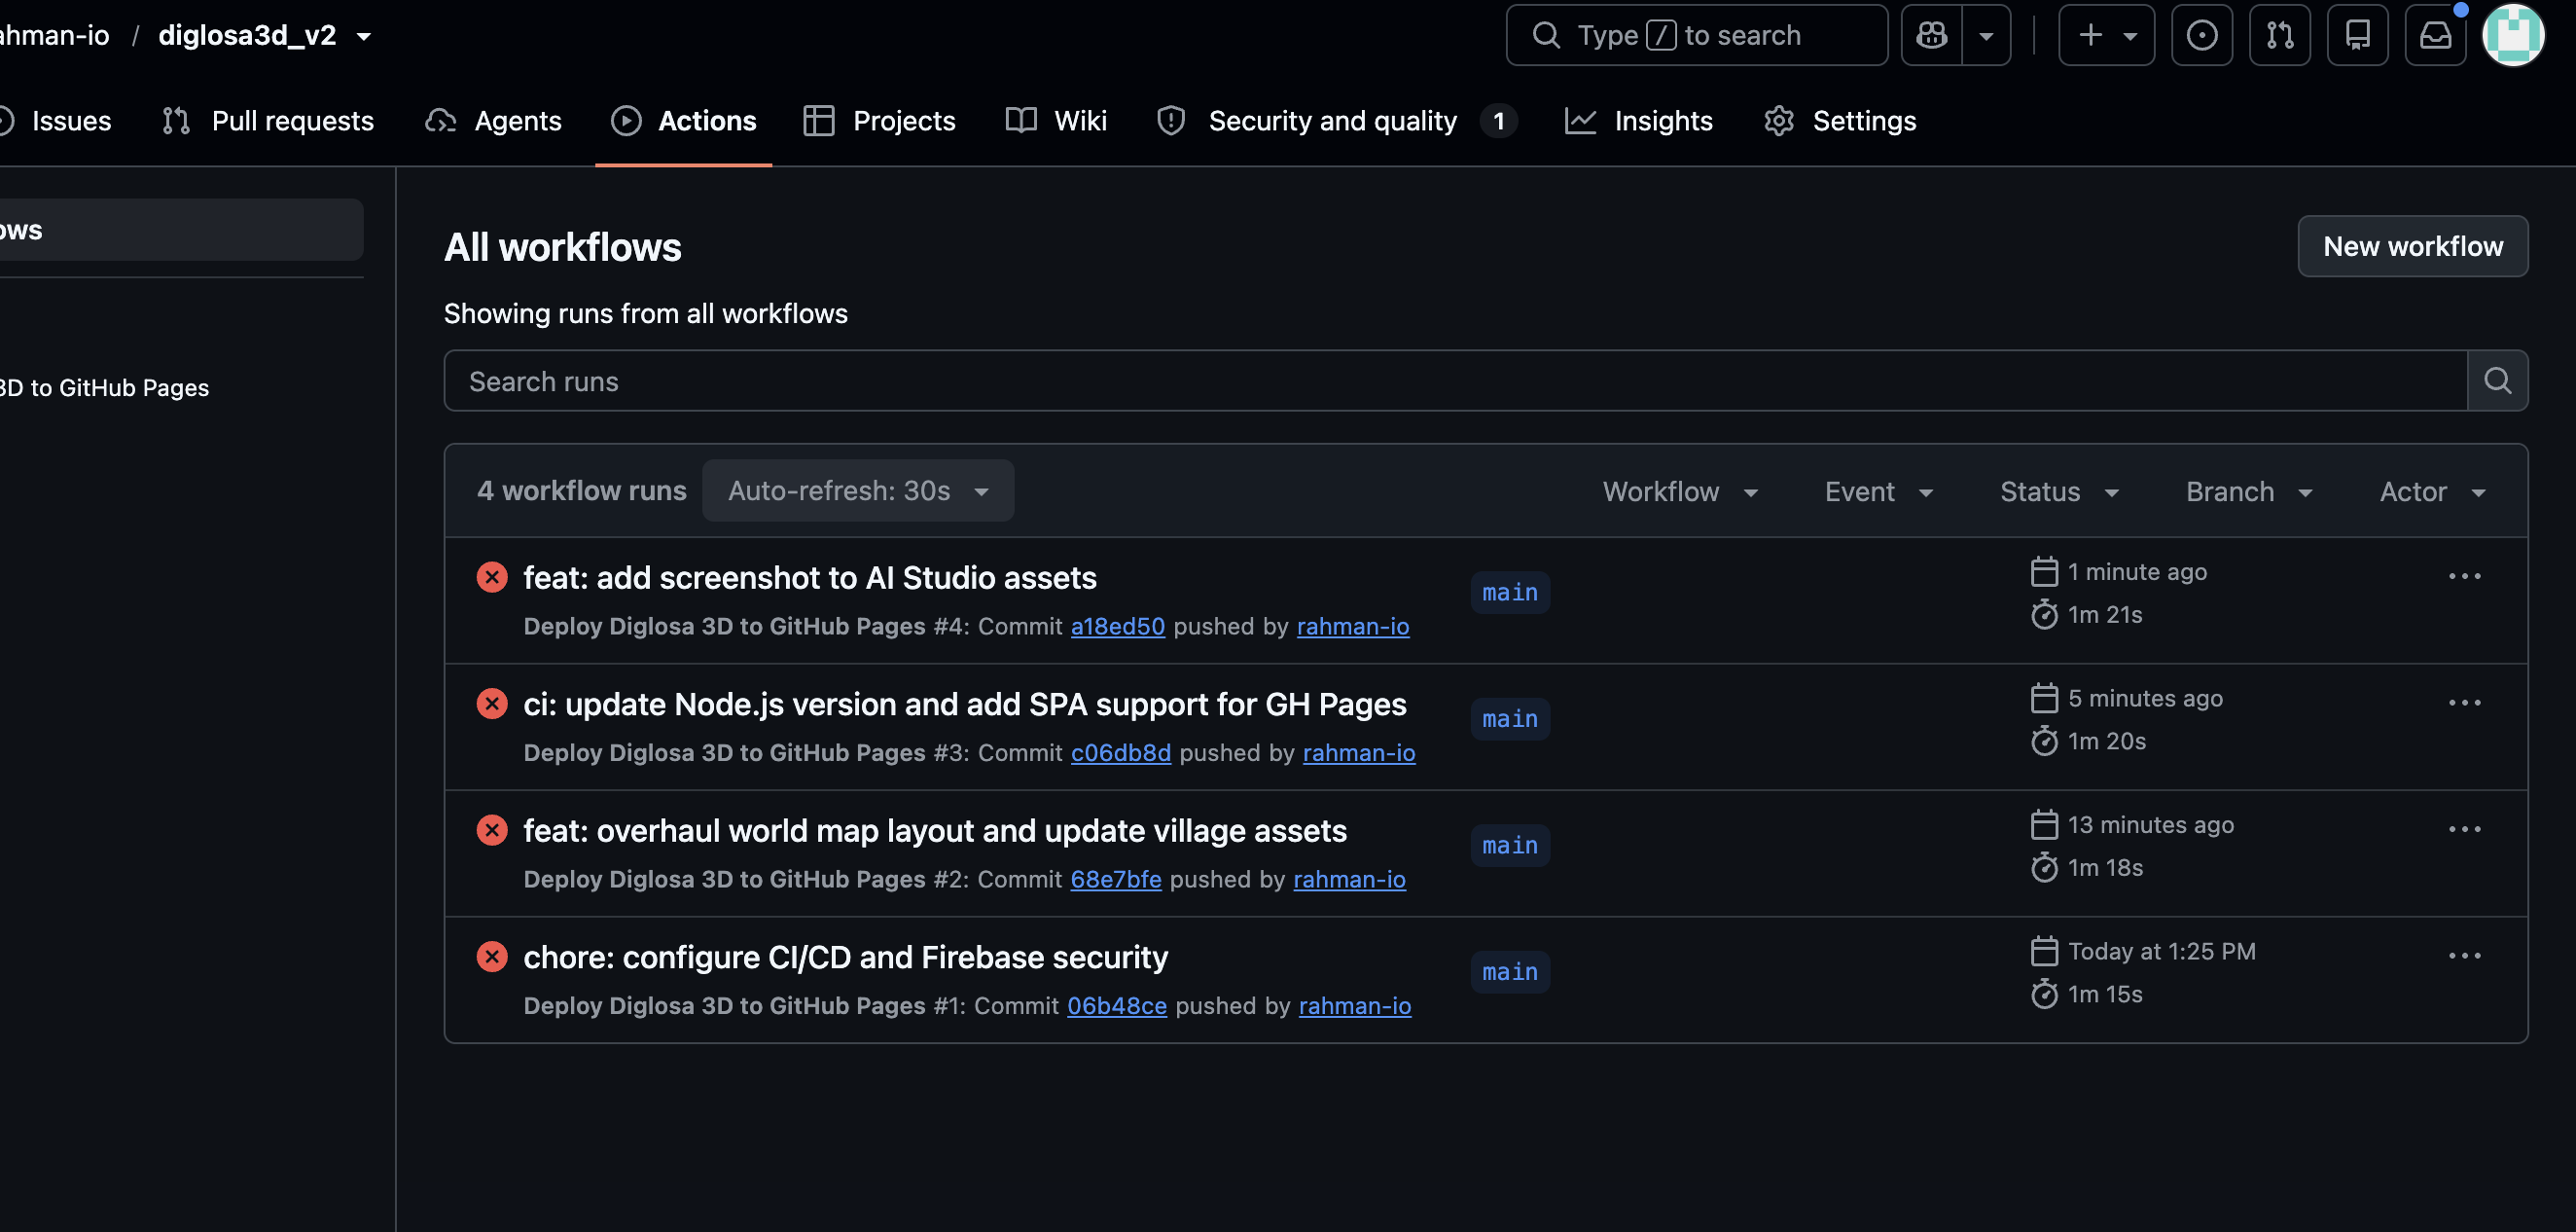 ahman-io / diglosa3d_v2
Type / to search
Issues
Pull requests
Agents
Actions
Projects
Wiki
Security and quality 1
Insights
Settings
ows
3D to GitHub Pages
All workflows
New workflow
Showing runs from all workflows
Search runs
4 workflow runs
Auto-refresh: 30s
Workflow
Event
Status
Branch
Actor
feat: add screenshot to AI Studio assets
Deploy Diglosa 3D to GitHub Pages #4: Commit a18ed50 pushed by rahman-io
main
1 minute ago
1m 21s
ci: update Node.js version and add SPA support for GH Pages
Deploy Diglosa 3D to GitHub Pages #3: Commit c06db8d pushed by rahman-io
main
5 minutes ago
1m 20s
feat: overhaul world map layout and update village assets
Deploy Diglosa 3D to GitHub Pages #2: Commit 68e7bfe pushed by rahman-io
main
13 minutes ago
1m 18s
chore: configure CI/CD and Firebase security
Deploy Diglosa 3D to GitHub Pages #1: Commit 06b48ce pushed by rahman-io
main
Today at 1:25 PM
1m 15s